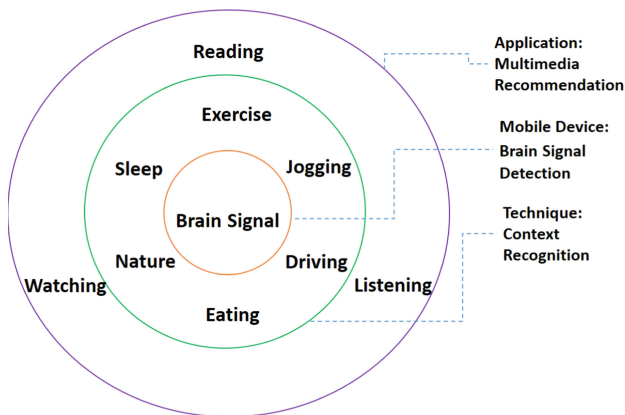 Reading
Exercise
Sleep
Jogging
Brain Signal
Nature
Driving
Watching
Listening
Eating
Application:
Multimedia
Recommendation
Mobile Device:
Brain Signal
Detection
Technique:
Context
Recognition